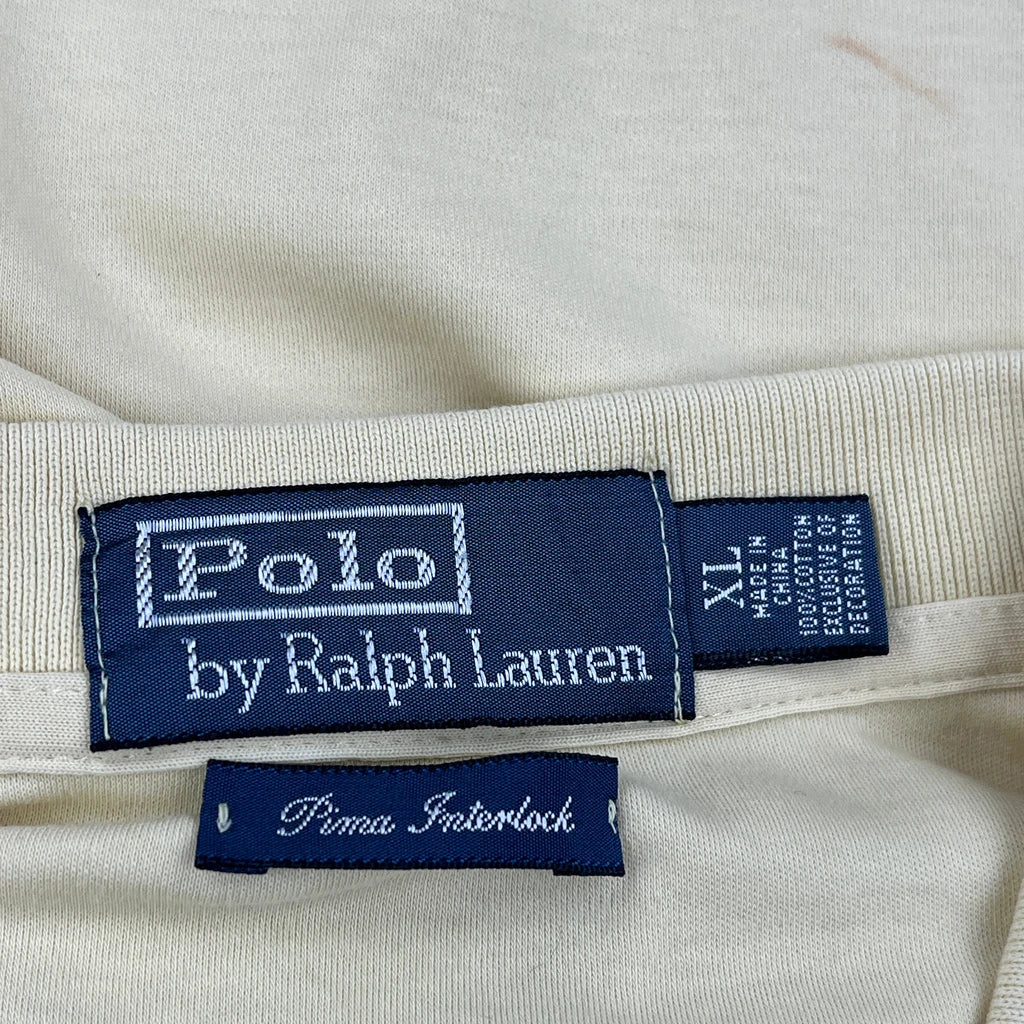 Polo
by Ralph Lauren
XL
MADE IN
CHINA
100%COTTON
EXCLUSIVE OF
DECORATION
Pima Interlock